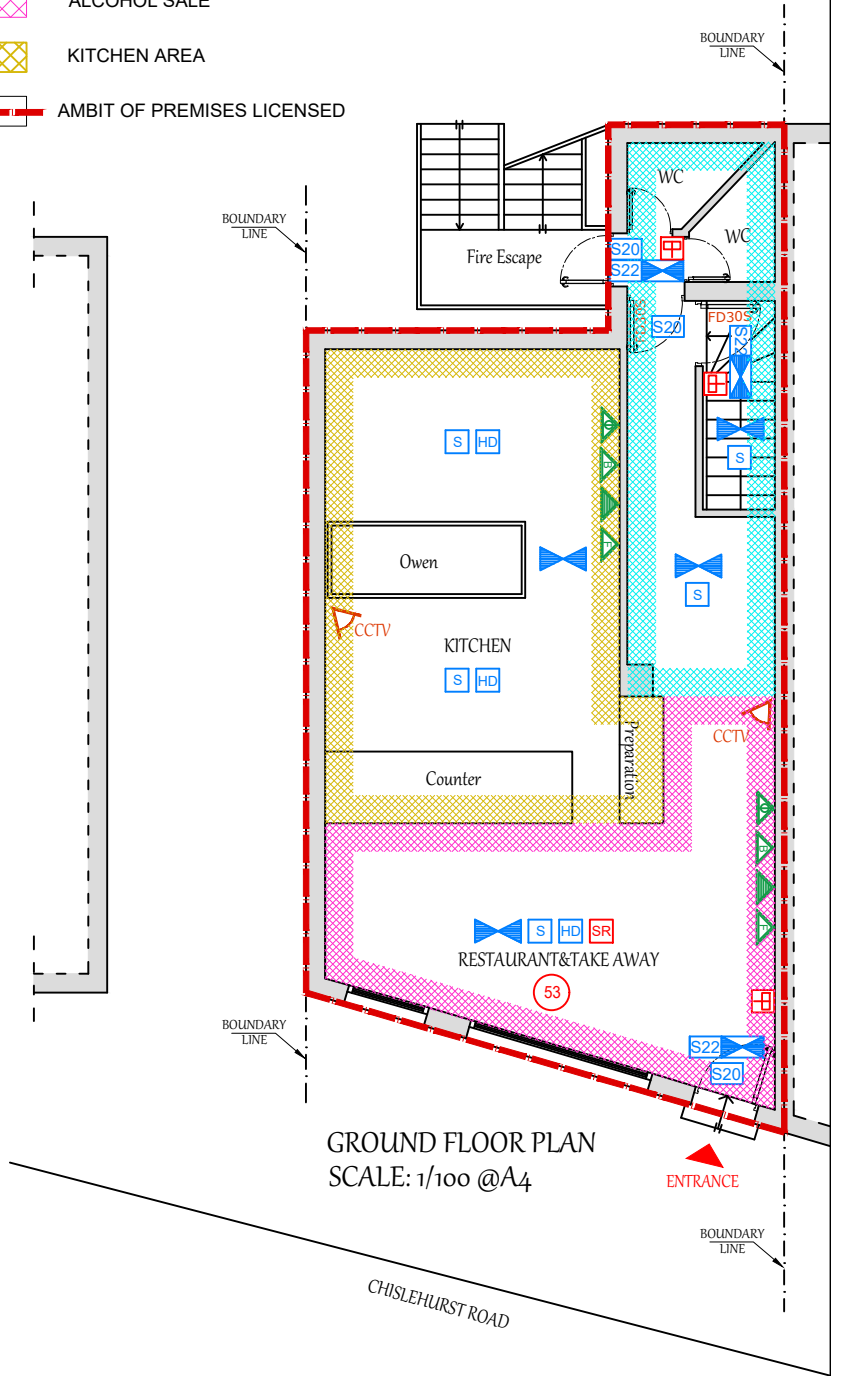 ALCOHOL SALE
KITCHEN AREA
AMBIT OF PREMISES LICENSED
BOUNDARY
LINE
BOUNDARY
LINE
WC
WC
Fire Escape
S20
S22
FD30S
S20
FD30S
S22
S
S HD
Owen
S
CCTV
KITCHEN
S HD
CCTV
Preparation
Counter
S HD SR
RESTAURANT&TAKE AWAY
53
S22
S20
BOUNDARY
LINE
GROUND FLOOR PLAN
SCALE: 1/100 @A4
ENTRANCE
BOUNDARY
LINE
CHISLEHURST ROAD